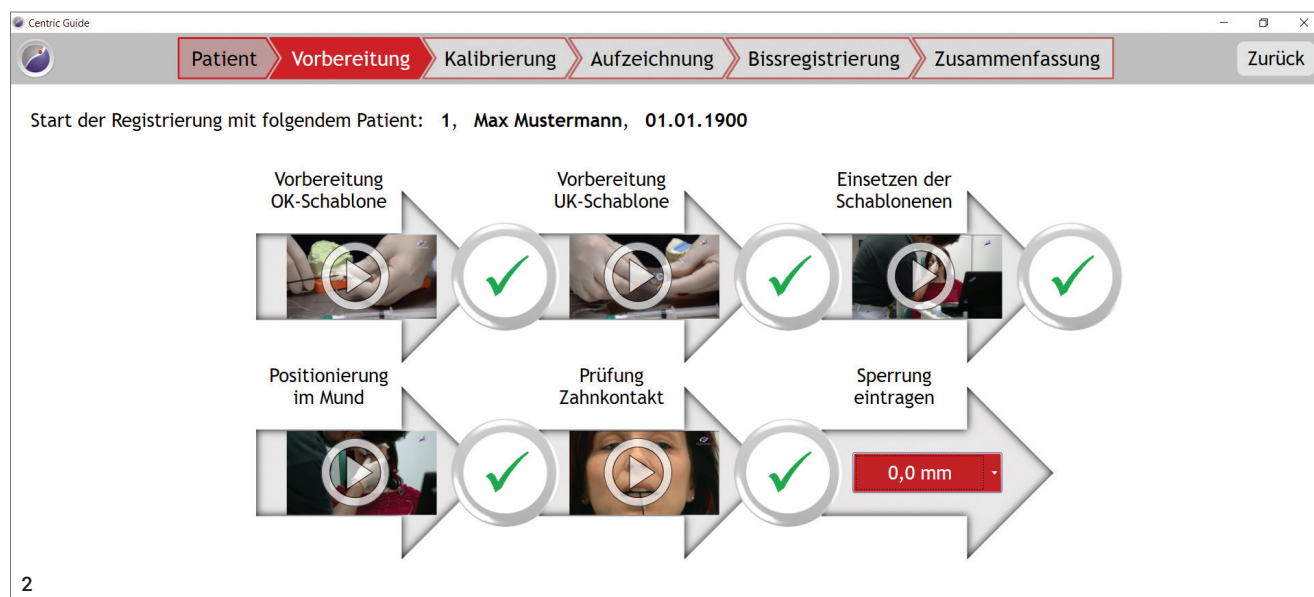 Centric Guide
Patient Vorbereitung Kalibrierung Aufzeichnung Bissregistrierung Zusammenfassung Zurück
Start der Registrierung mit folgendem Patient: 1, Max Mustermann, 01.01.1900
Vorbereitung
OK-Schablone
Vorbereitung
UK-Schablone
Einsetzen der
Schablonenen
Positionierung
im Mund
Prüfung
Zahnkontakt
Sperrung
eintragen
0,0 mm
2